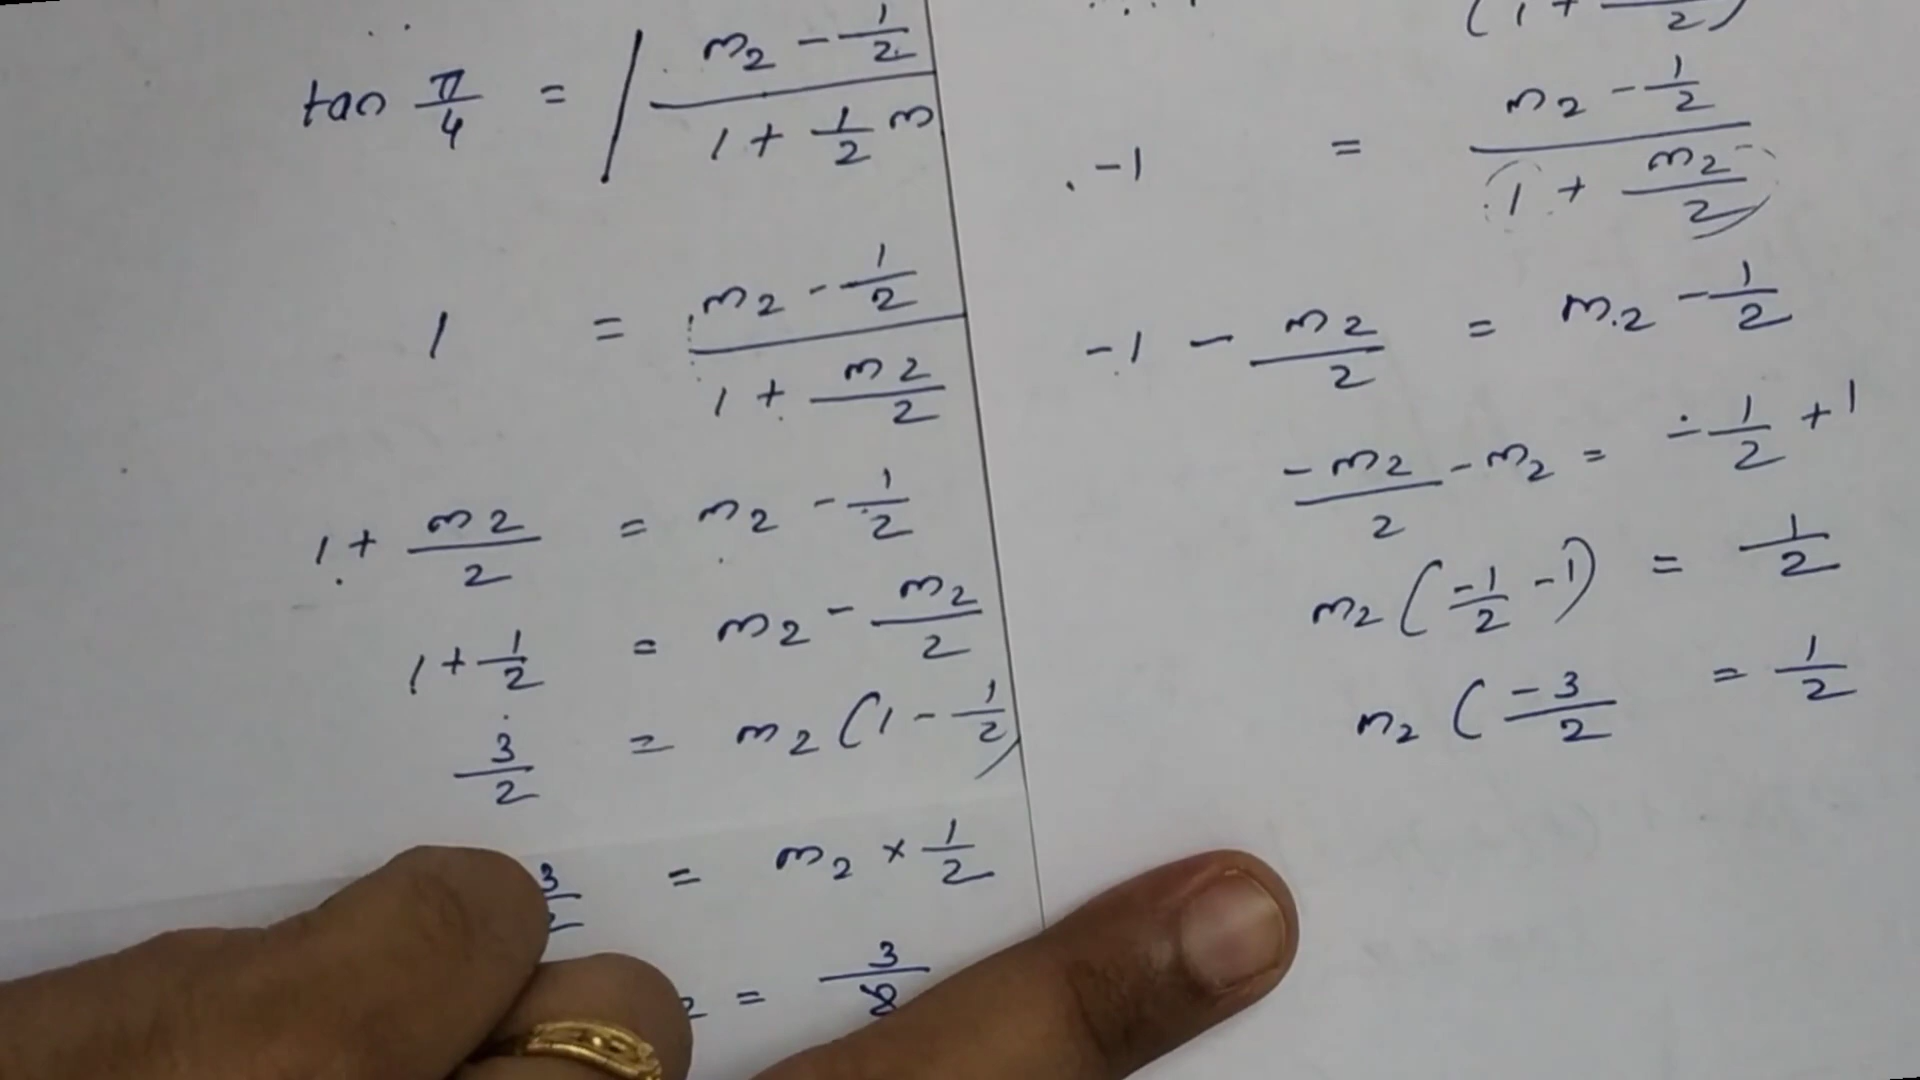 tan π/4 = | (m2 - 1/2) / (1 + 1/2 m
1 = (m2 - 1/2) / (1 + m2/2)
1 + m2/2 = m2 - 1/2
1 + 1/2 = m2 - m2/2
3/2 = m2 (1 - 1/2)
= m2 × 1/2
2 = 3/2
-1 = (m2 - 1/2) / (1 + m2/2)
-1 - m2/2 = m2 - 1/2
-m2/2 - m2 = -1/2 + 1
m2 (-1/2 - 1) = 1/2
m2 (-3/2 = 1/2